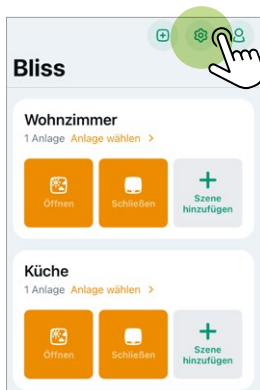 Bliss
Wohnzimmer
1 Anlage Anlage wählen >
Öffnen
Schließen
Szene
hinzufügen
Küche
1 Anlage Anlage wählen >
Öffnen
Schließen
Szene
hinzufügen